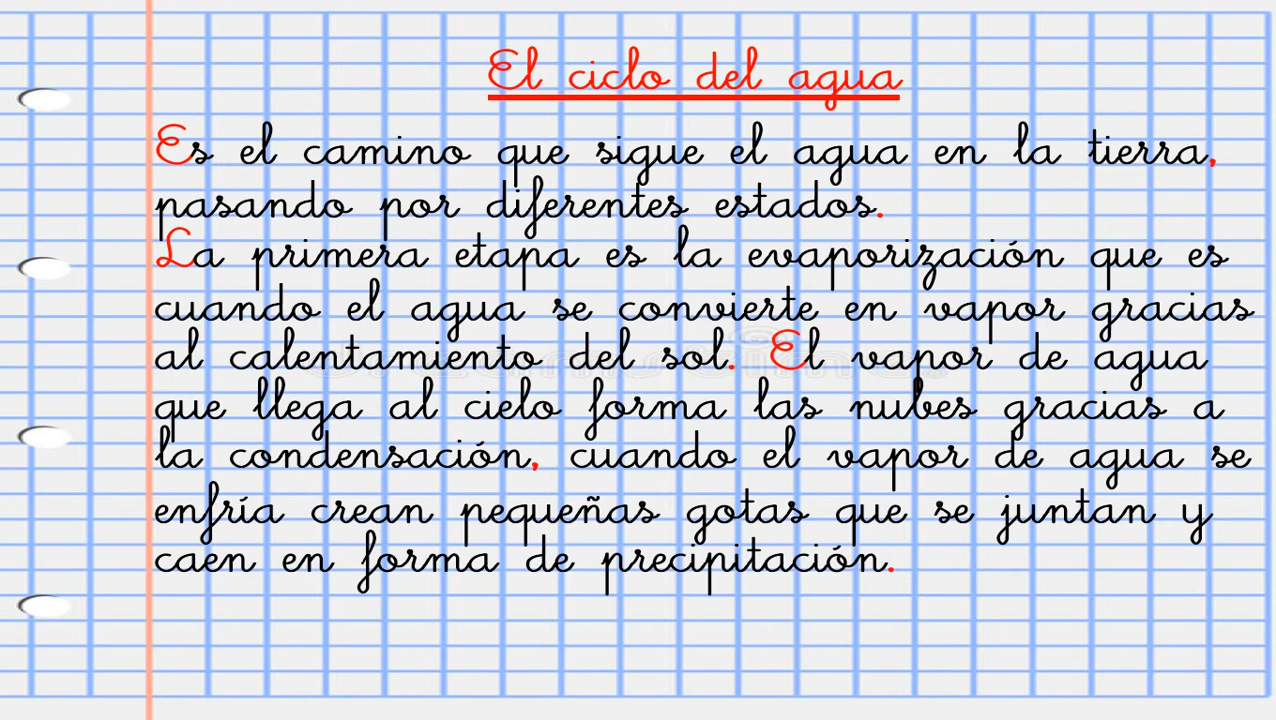 El ciclo del agua
Es el camino que sigue el agua en la tierra,
pasando por diferentes estados.
La primera etapa es la evaporización que es
cuando el agua se convierte en vapor gracias
al calentamiento del sol. El vapor de agua
que llega al cielo forma las nubes gracias a
la condensación, cuando el vapor de agua se
enfría crean pequeñas gotas que se juntan y
caen en forma de precipitación.